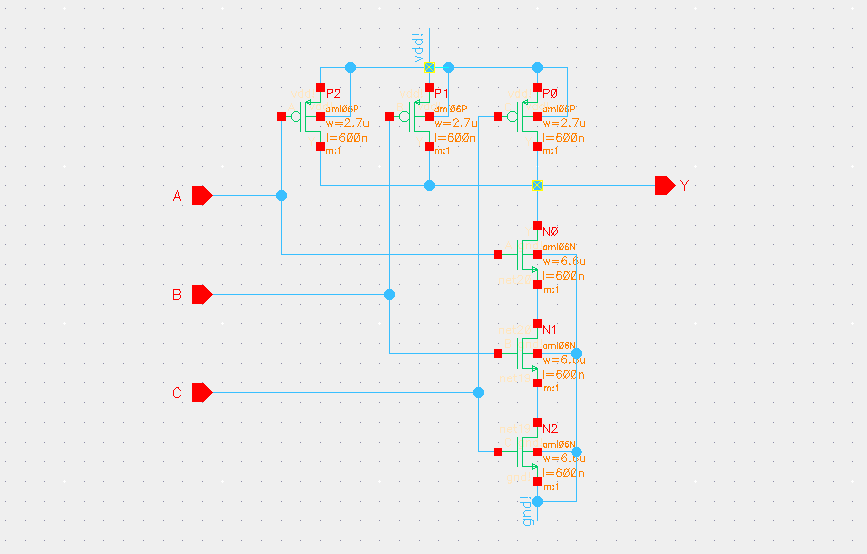 vdd!
P2
ami06P
w=2.7u
l=600n
m:1
P1
ami06P
w=2.7u
l=600n
m:1
P0
ami06P
w=2.7u
l=600n
m:1
A
Y
N0
ami06N
w=6.6u
l=600n
m:1
B
N1
ami06N
w=6.6u
l=600n
m:1
C
N2
ami06N
w=6.6u
l=600n
m:1
gnd!